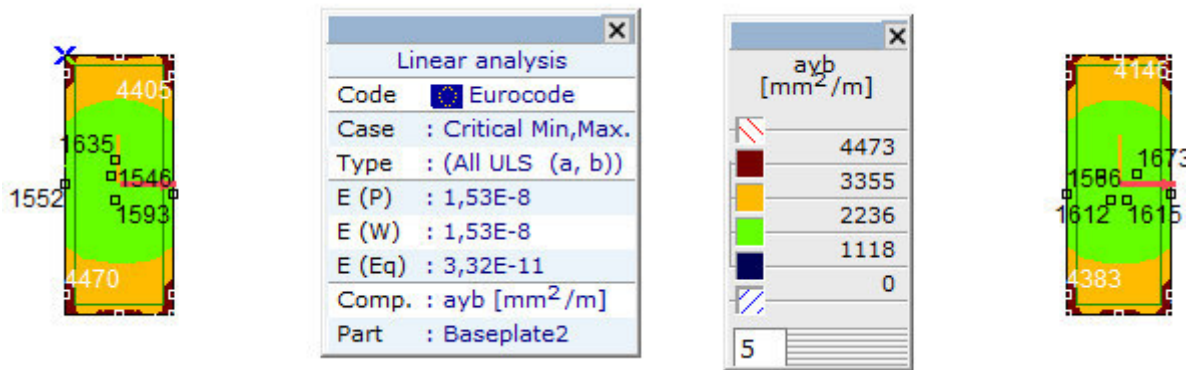 4405
1635
1546
1552
1593
4470
Linear analysis
Code Eurocode
Case : Critical Min,Max.
Type : (All ULS (a, b))
E (P) : 1,53E-8
E (W) : 1,53E-8
E (Eq) : 3,32E-11
Comp. : ayb [mm²/m]
Part : Baseplate2
ayb
[mm²/m]
4473
3355
2236
1118
0
5
4146
1673
1612
1615
4383